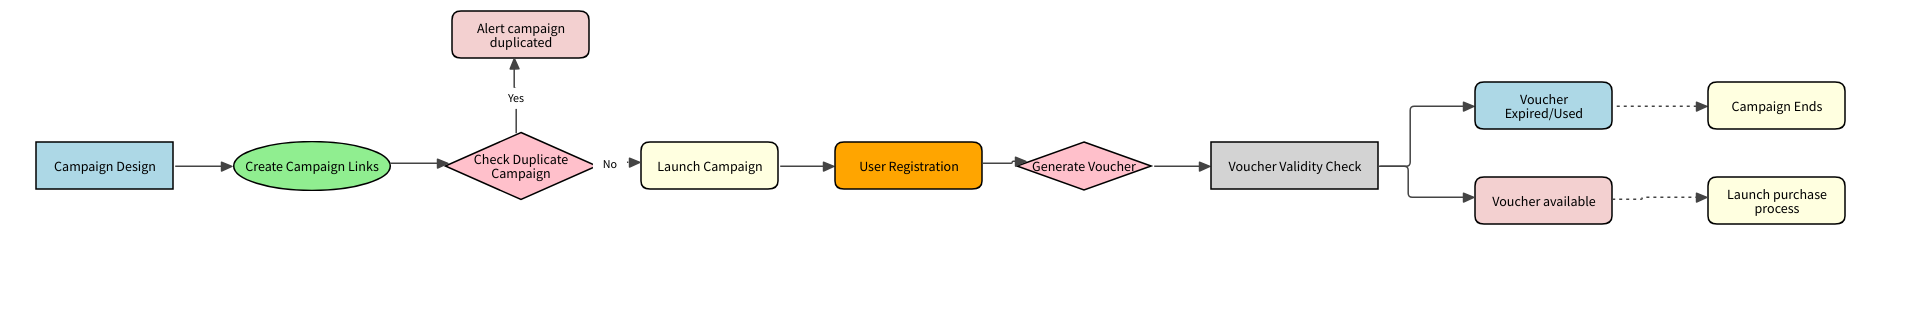 Alert campaign
duplicated
Yes
Campaign Design
Create Campaign Links
Check Duplicate
Campaign
No
Launch Campaign
User Registration
Generate Voucher
Voucher Validity Check
Voucher
Expired/Used
Campaign Ends
Voucher available
Launch purchase
process